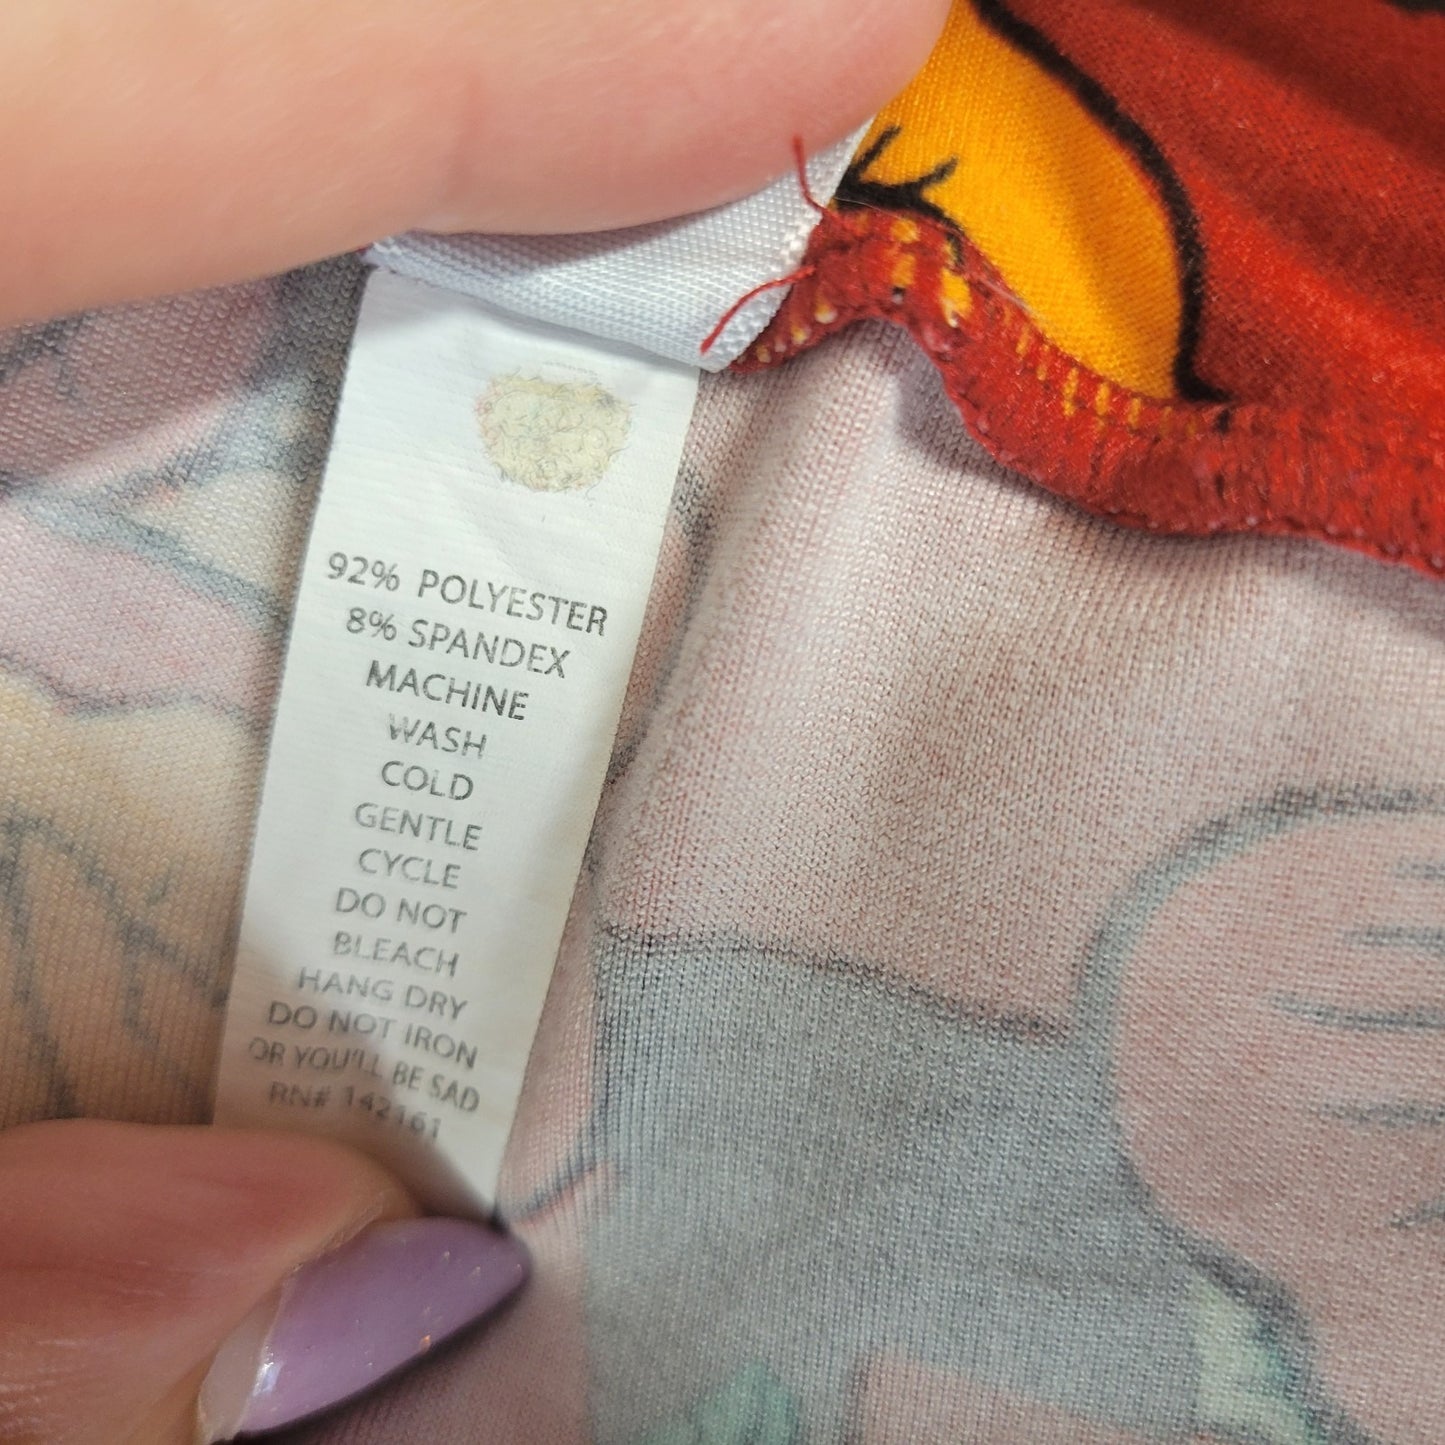 92% POLYESTER
8% SPANDEX
MACHINE
WASH
COLD
GENTLE
CYCLE
DO NOT
BLEACH
HANG DRY
DO NOT IRON
OR YOU'LL BE SAD
RN# 142161